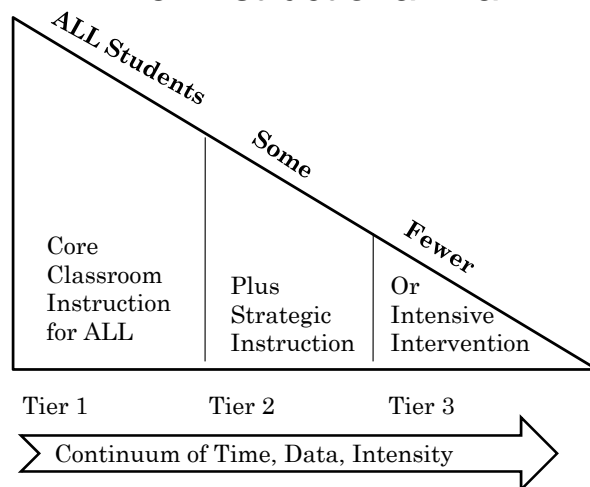 ALL Students
Some
Fewer
Core
Classroom
Instruction
for ALL
Plus
Strategic
Instruction
Or
Intensive
Intervention
Tier 1
Tier 2
Tier 3
Continuum of Time, Data, Intensity